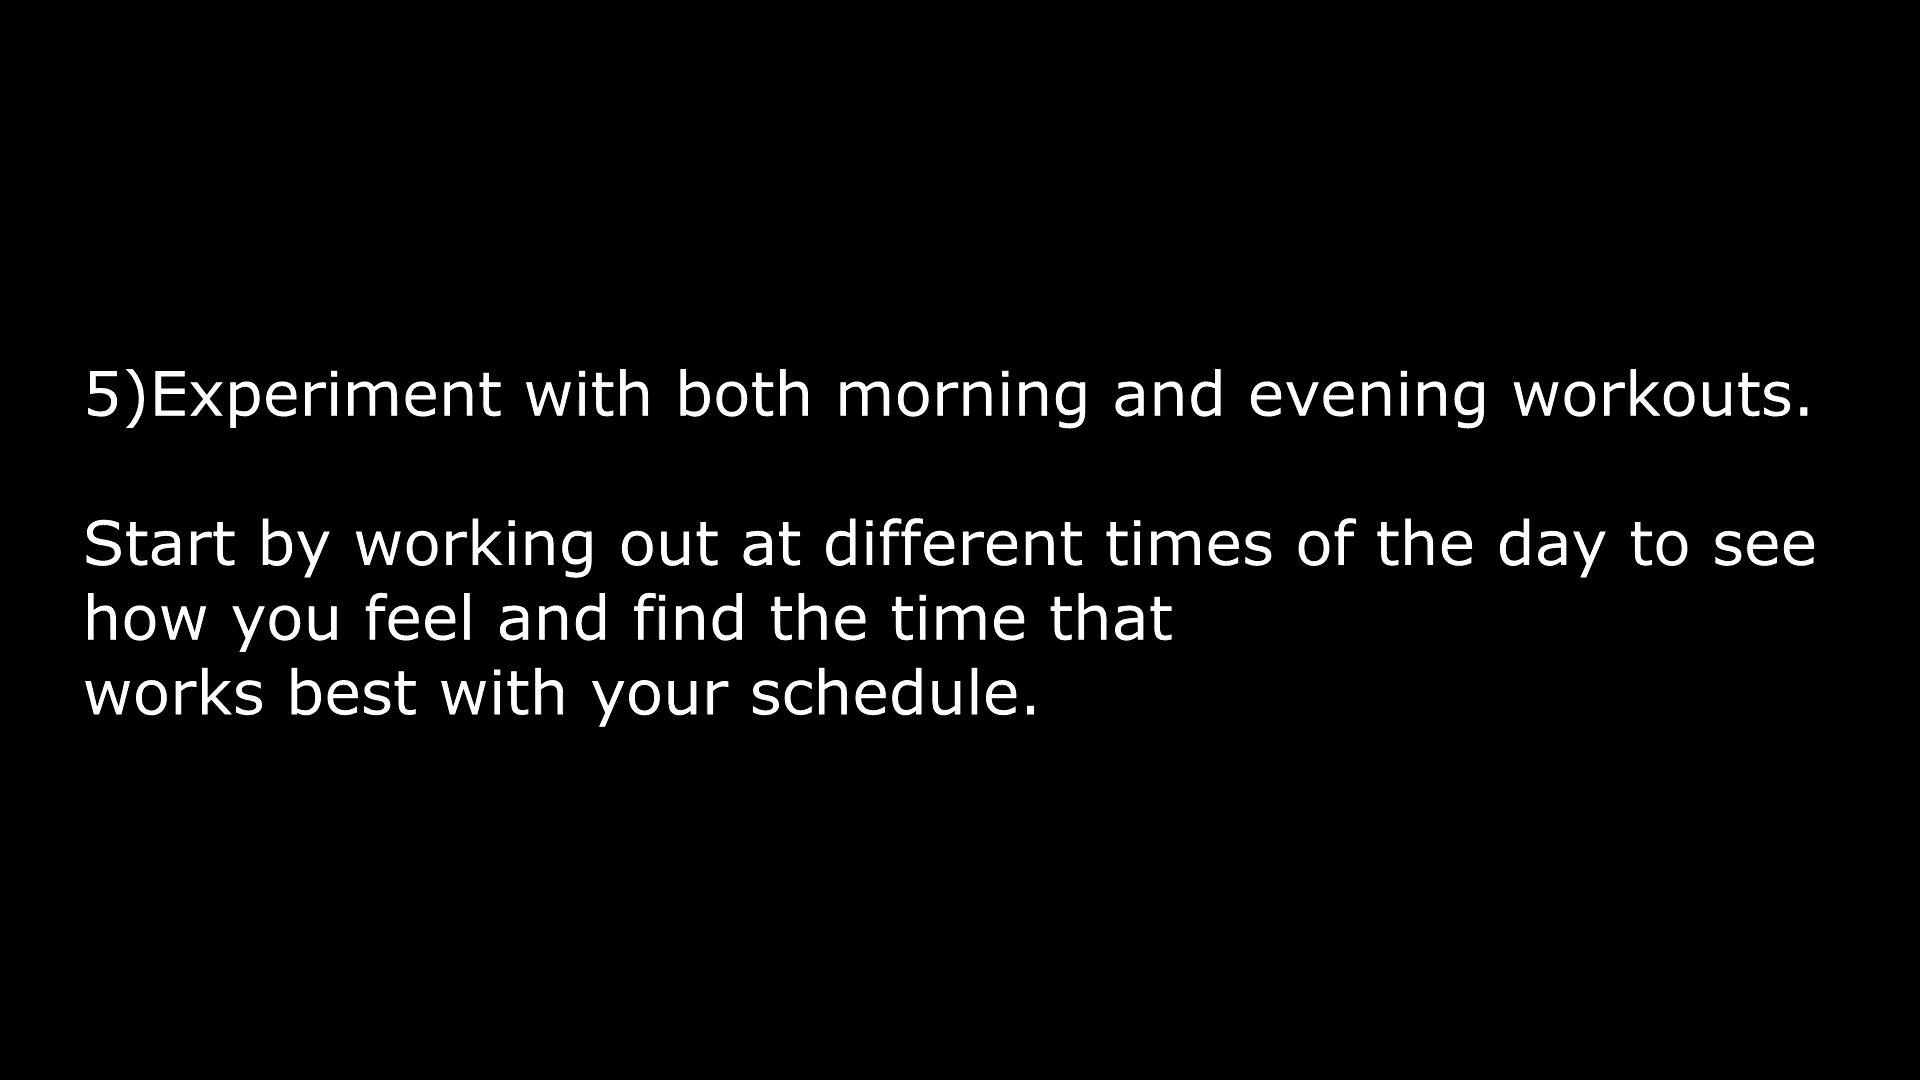 5)Experiment with both morning and evening workouts.
Start by working out at different times of the day to see
how you feel and find the time that
works best with your schedule.